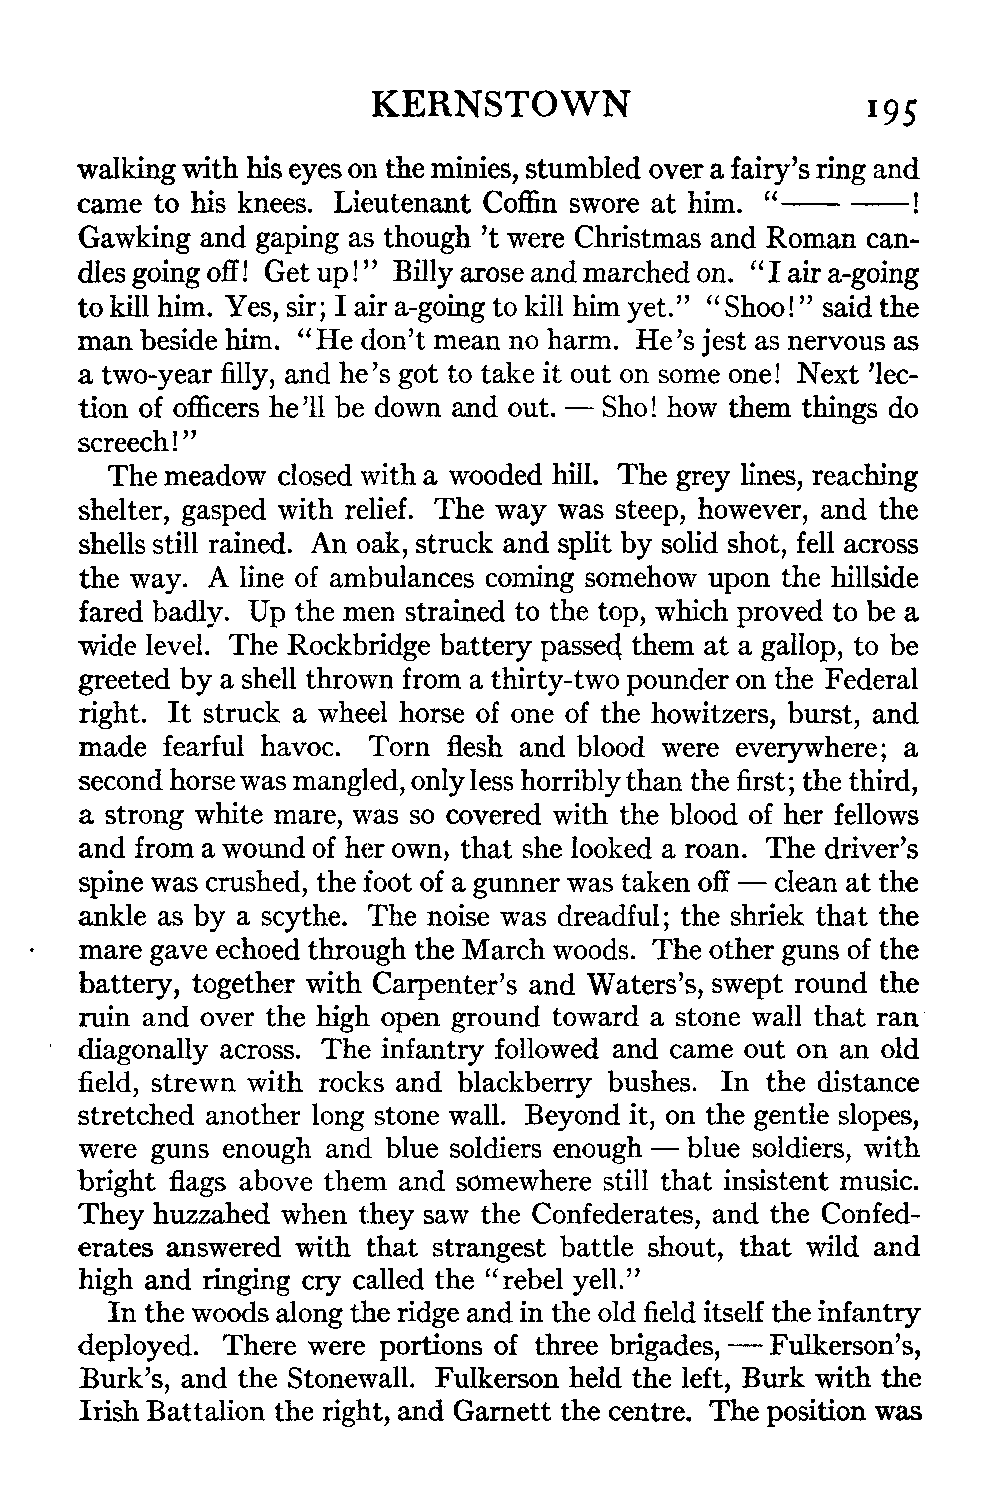 KERNSTOWN 195
walking with his eyes on the minies, stumbled over a fairy's ring and
came to his knees. Lieutenant Coffin swore at him. "—— ——!
Gawking and gaping as though 't were Christmas and Roman can-
dles going off! Get up!" Billy arose and marched on. "I air a-going
to kill him. Yes, sir; I air a-going to kill him yet." "Shoo!" said the
man beside him. "He don't mean no harm. He's jest as nervous as
a two-year filly, and he's got to take it out on some one! Next 'lec-
tion of officers he'll be down and out. — Sho! how them things do
screech!"
The meadow closed with a wooded hill. The grey lines, reaching
shelter, gasped with relief. The way was steep, however, and the
shells still rained. An oak, struck and split by solid shot, fell across
the way. A line of ambulances coming somehow upon the hillside
fared badly. Up the men strained to the top, which proved to be a
wide level. The Rockbridge battery passed them at a gallop, to be
greeted by a shell thrown from a thirty-two pounder on the Federal
right. It struck a wheel horse of one of the howitzers, burst, and
made fearful havoc. Torn flesh and blood were everywhere; a
second horse was mangled, only less horribly than the first; the third,
a strong white mare, was so covered with the blood of her fellows
and from a wound of her own, that she looked a roan. The driver's
spine was crushed, the foot of a gunner was taken off — clean at the
ankle as by a scythe. The noise was dreadful; the shriek that the
mare gave echoed through the March woods. The other guns of the
battery, together with Carpenter's and Waters's, swept round the
ruin and over the high open ground toward a stone wall that ran
diagonally across. The infantry followed and came out on an old
field, strewn with rocks and blackberry bushes. In the distance
stretched another long stone wall. Beyond it, on the gentle slopes,
were guns enough and blue soldiers enough — blue soldiers, with
bright flags above them and somewhere still that insistent music.
They huzzahed when they saw the Confederates, and the Confed-
erates answered with that strangest battle shout, that wild and
high and ringing cry called the "rebel yell."
In the woods along the ridge and in the old field itself the infantry
deployed. There were portions of three brigades, — Fulkerson's,
Burk's, and the Stonewall. Fulkerson held the left, Burk with the
Irish Battalion the right, and Garnett the centre. The position was